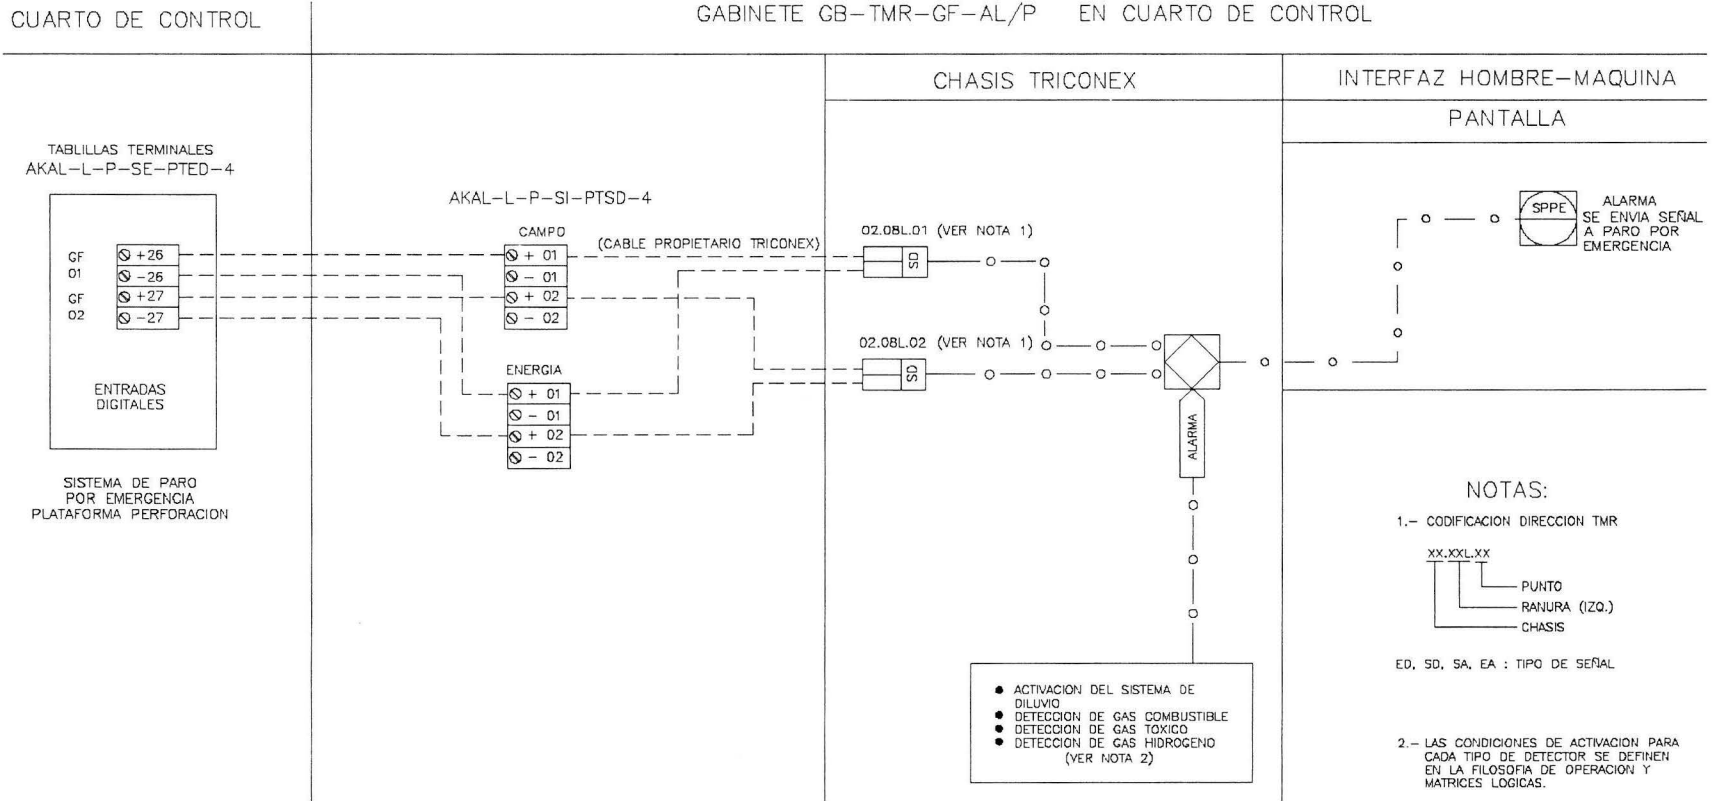 CUARTO DE CONTROL
GABINETE GB-TMR-GF-AL/P EN CUARTO DE CONTROL
CHASIS TRICONEX
INTERFAZ HOMBRE-MAQUINA
PANTALLA
TABLILLAS TERMINALES
AKAL-L-P-SE-PTED-4
GF
01
GF
02
+26
-26
+27
-27
ENTRADAS
DIGITALES
SISTEMA DE PARO
POR EMERGENCIA
PLATAFORMA PERFORACION
AKAL-L-P-SI-PTSD-4
CAMPO
+ 01
- 01
+ 02
- 02
(CABLE PROPIETARIO TRICONEX)
ENERGIA
+ 01
- 01
+ 02
- 02
02.08L.01 (VER NOTA 1)
SD
02.08L.02 (VER NOTA 1)
SD
ALARMA
● ACTIVACION DEL SISTEMA DE
DILUVIO
● DETECCION DE GAS COMBUSTIBLE
● DETECCION DE GAS TOXICO
● DETECCION DE GAS HIDROGENO
(VER NOTA 2)
SPPE
ALARMA
SE ENVIA SEÑAL
A PARO POR
EMERGENCIA
NOTAS:
1.- CODIFICACION DIRECCION TMR
XX.XXL.XX
PUNTO
RANURA (IZQ.)
CHASIS
ED, SD, SA, EA : TIPO DE SEÑAL
2.- LAS CONDICIONES DE ACTIVACION PARA
CADA TIPO DE DETECTOR SE DEFINEN
EN LA FILOSOFIA DE OPERACION Y
MATRICES LOGICAS.